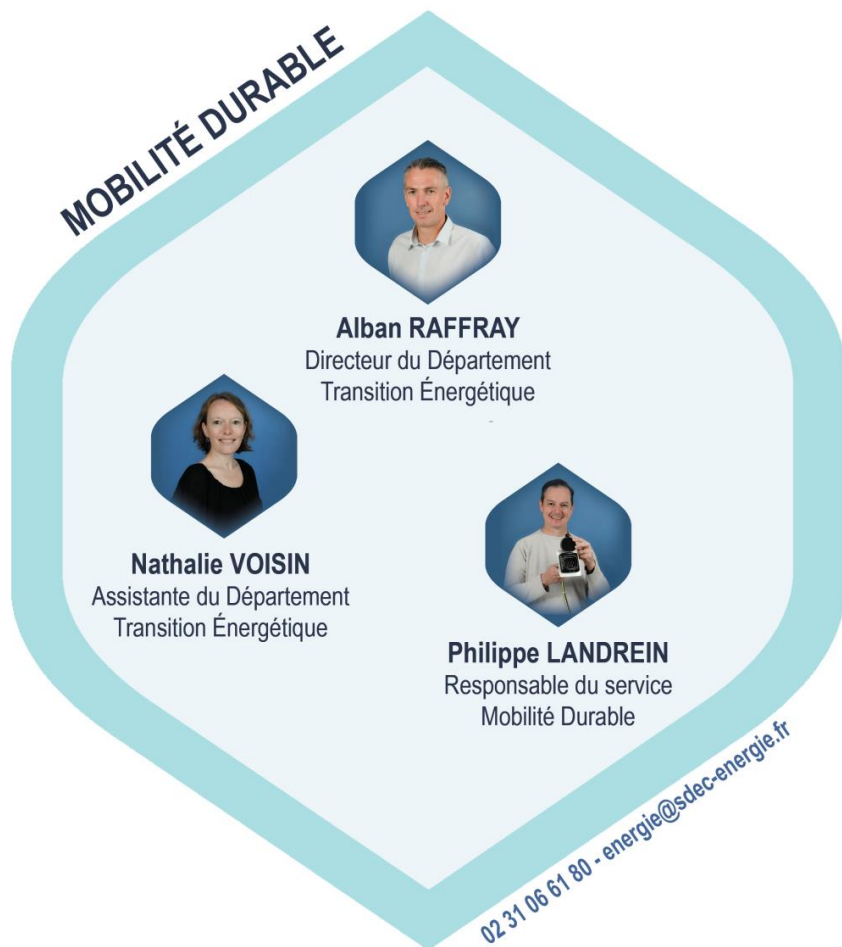 MOBILITÉ DURABLE
Alban RAFFRAY
Directeur du Département
Transition Énergétique
Nathalie VOISIN
Assistante du Département
Transition Énergétique
Philippe LANDREIN
Responsable du service
Mobilité Durable
02 31 06 61 80 - energie@sdec-energie.fr